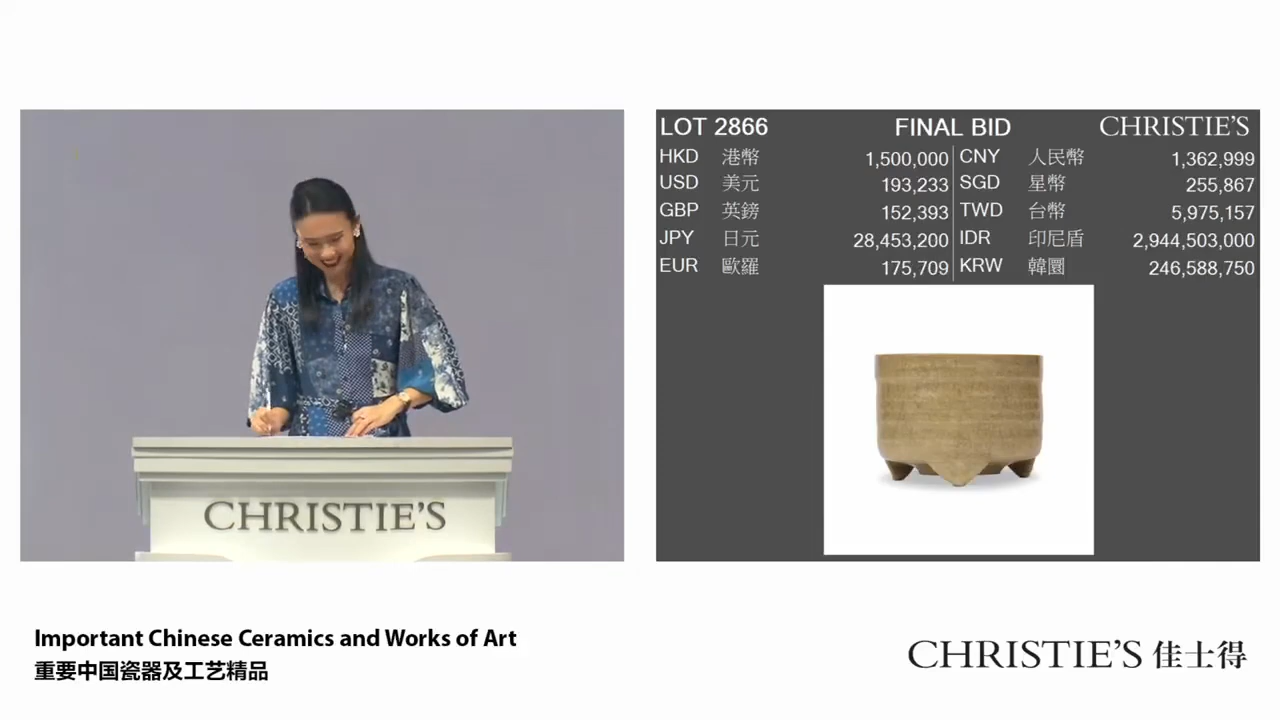 LOT 2866 FINAL BID CHRISTIE'S
HKD 港幣 1,500,000 CNY 人民幣 1,362,999
USD 美元 193,233 SGD 星幣 255,867
GBP 英鎊 152,393 TWD 台幣 5,975,157
JPY 日元 28,453,200 IDR 印尼盾 2,944,503,000
EUR 歐羅 175,709 KRW 韓圜 246,588,750
CHRISTIE'S
Important Chinese Ceramics and Works of Art
重要中国瓷器及工艺精品
CHRISTIE'S 佳士得